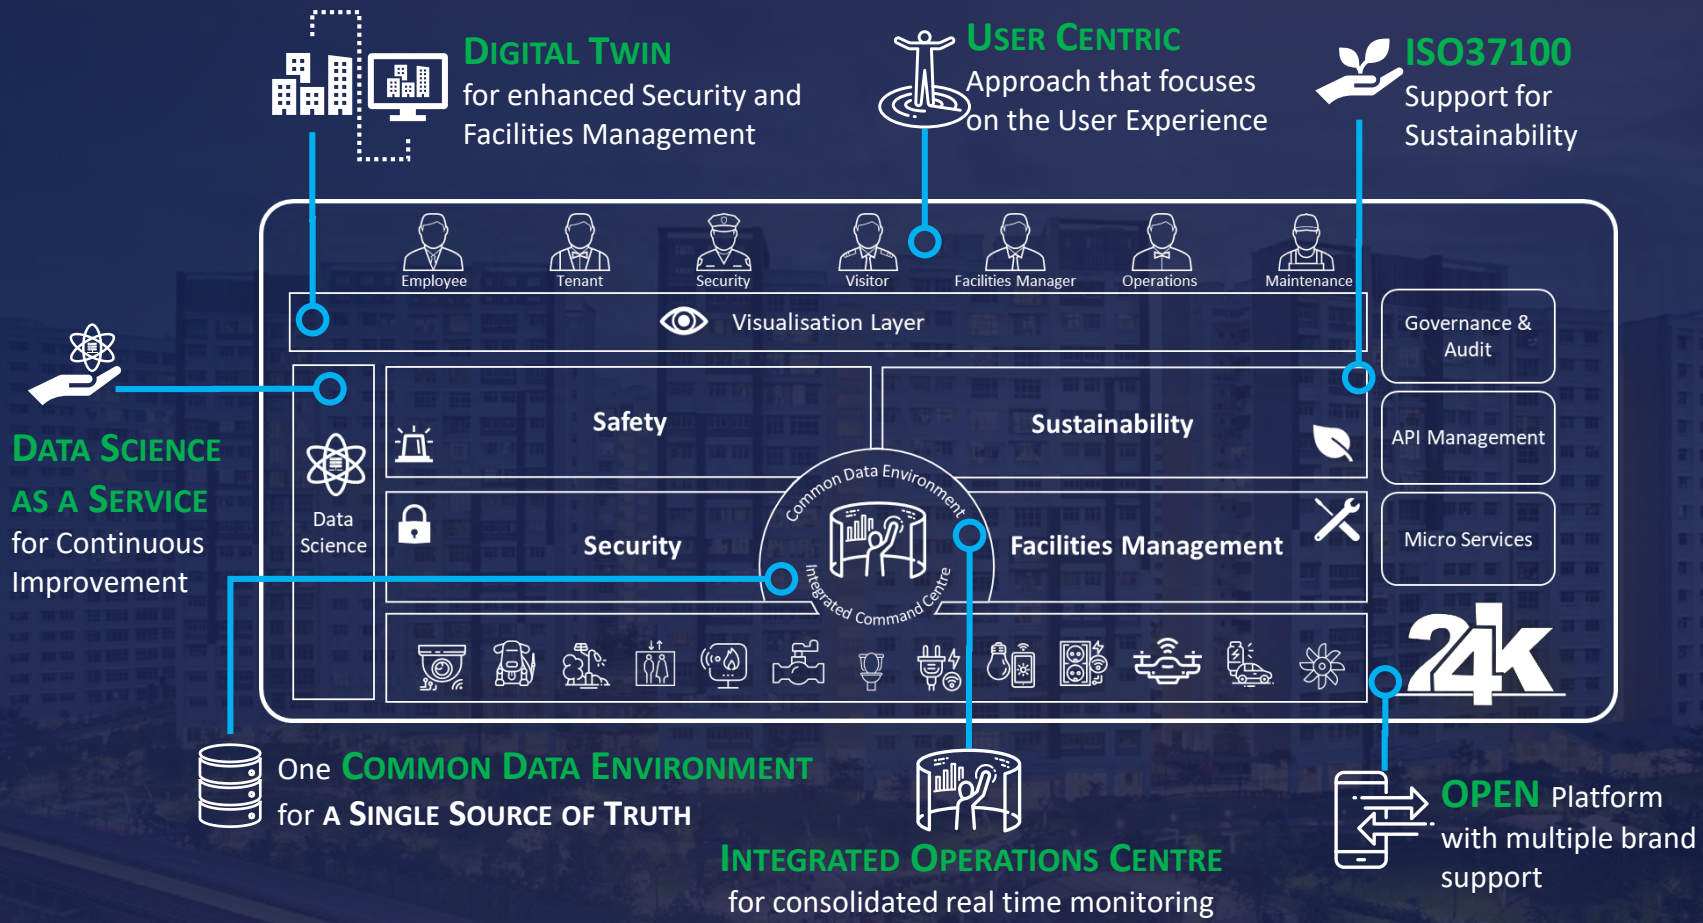 DIGITAL TWIN
for enhanced Security and
Facilities Management
USER CENTRIC
Approach that focuses
on the User Experience
ISO37100
Support for
Sustainability
Employee
Tenant
Security
Visitor
Facilities Manager
Operations
Maintenance
Visualisation Layer
Governance &
Audit
API Management
Micro Services
DATA SCIENCE
AS A SERVICE
for Continuous
Improvement
Data
Science
Safety
Sustainability
Security
Facilities Management
Common Data Environment
Integrated Command Centre
24k
One COMMON DATA ENVIRONMENT
for A SINGLE SOURCE OF TRUTH
INTEGRATED OPERATIONS CENTRE
for consolidated real time monitoring
OPEN Platform
with multiple brand
support